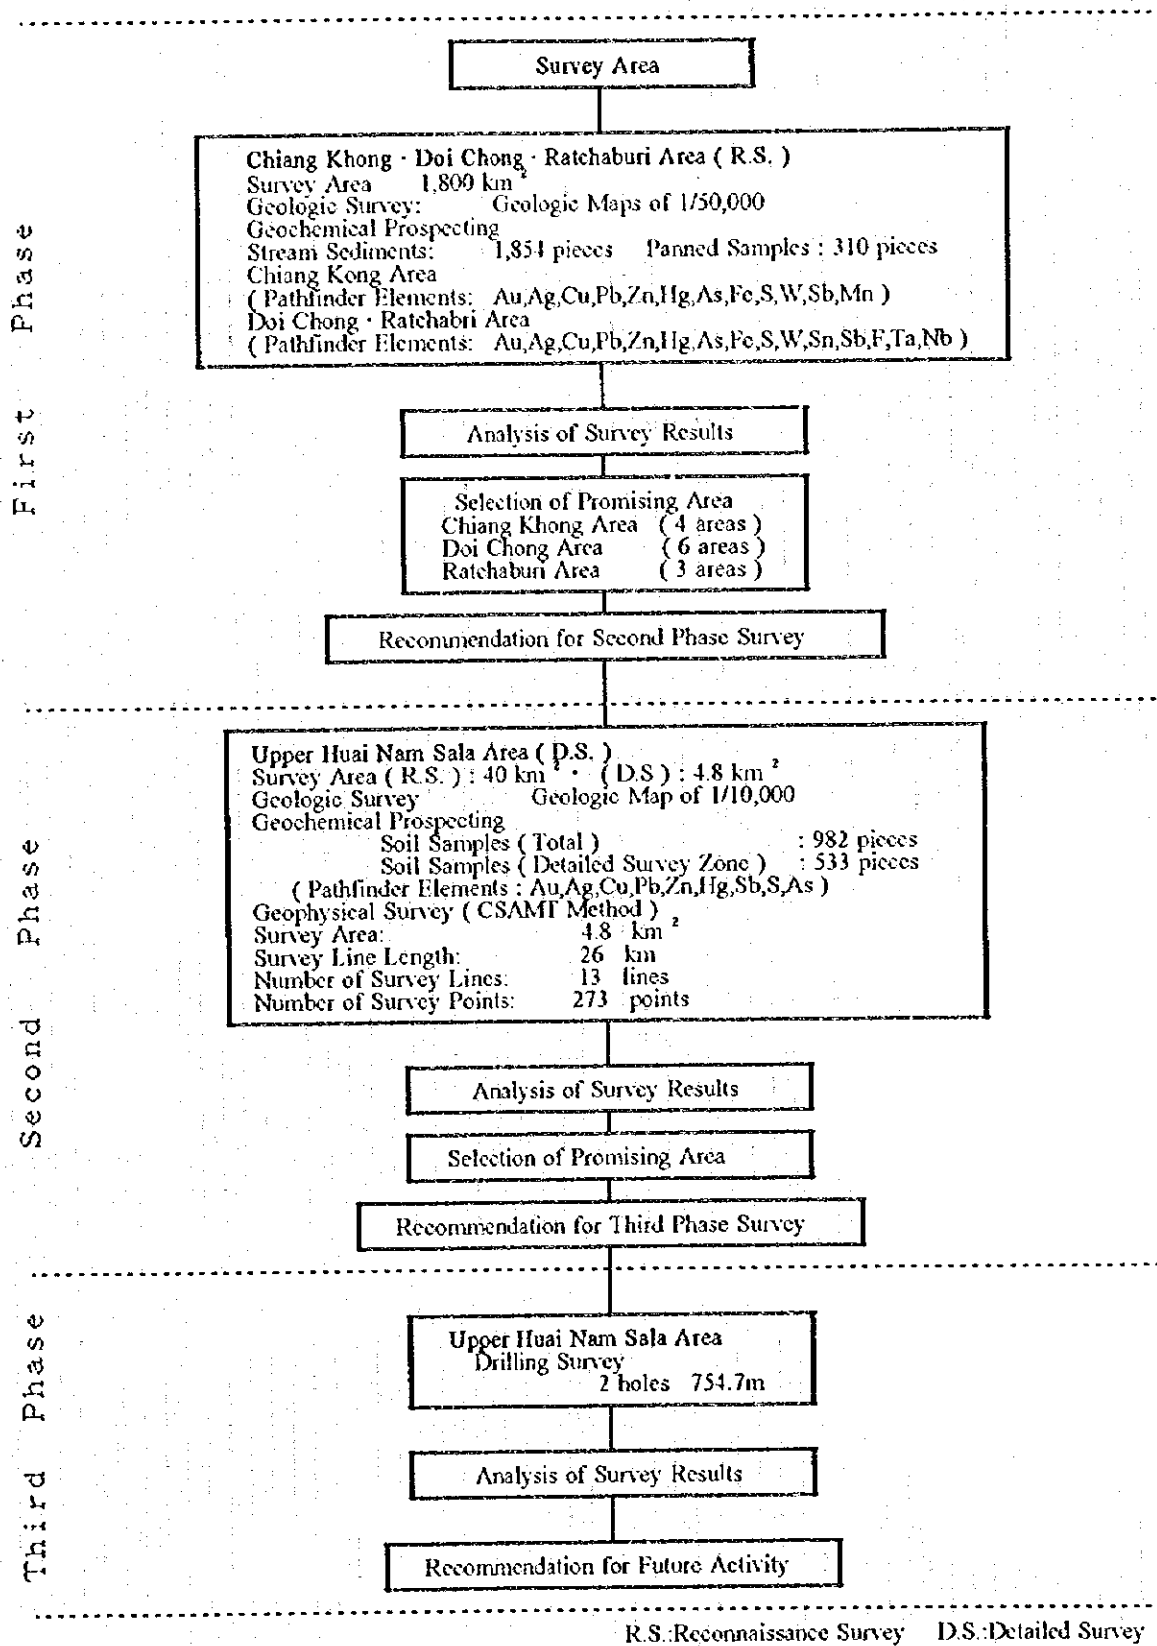 First Phase
Survey Area
Chiang Khong · Doi Chong · Ratchaburi Area ( R.S. )
Survey Area 1,800 km²
Geologic Survey: Geologic Maps of 1/50,000
Geochemical Prospecting
Stream Sediments: 1,854 pieces Panned Samples : 310 pieces
Chiang Kong Area
( Pathfinder Elements: Au,Ag,Cu,Pb,Zn,Hg,As,Fe,S,W,Sb,Mn )
Doi Chong · Ratchabri Area
( Pathfinder Elements: Au,Ag,Cu,Pb,Zn,Hg,As,Fe,S,W,Sn,Sb,F,Ta,Nb )
Analysis of Survey Results
Selection of Promising Area
Chiang Khong Area ( 4 areas )
Doi Chong Area ( 6 areas )
Ratchaburi Area ( 3 areas )
Recommendation for Second Phase Survey
Second Phase
Upper Huai Nam Sala Area ( D.S. )
Survey Area ( R.S. ) : 40 km² · ( D.S ) : 4.8 km²
Geologic Survey Geologic Map of 1/10,000
Geochemical Prospecting
Soil Samples ( Total ) : 982 pieces
Soil Samples ( Detailed Survey Zone ) : 533 pieces
( Pathfinder Elements : Au,Ag,Cu,Pb,Zn,Hg,Sb,S,As )
Geophysical Survey ( CSAMT Method )
Survey Area: 4.8 km²
Survey Line Length: 26 km
Number of Survey Lines: 13 lines
Number of Survey Points: 273 points
Analysis of Survey Results
Selection of Promising Area
Recommendation for Third Phase Survey
Third Phase
Upper Huai Nam Sala Area
Drilling Survey
2 holes 754.7m
Analysis of Survey Results
Recommendation for Future Activity
R.S.:Reconnaissance Survey D.S.:Detailed Survey